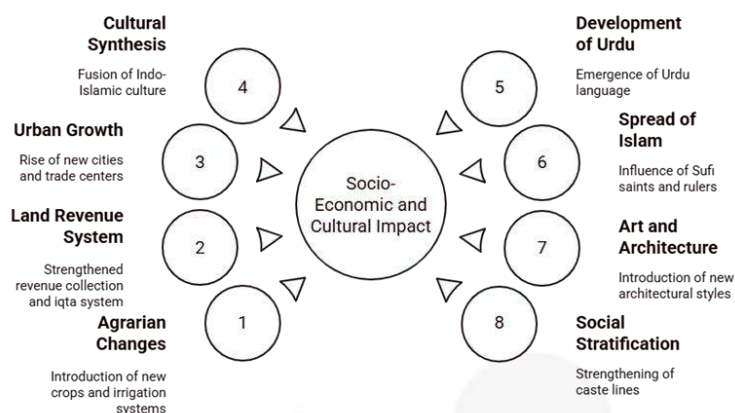 Cultural
Synthesis
Fusion of Indo-
Islamic culture
4
Urban Growth
Rise of new cities
and trade centers
3
Land Revenue
System
Strengthened
revenue collection
and iqta system
2
Agrarian
Changes
Introduction of new
crops and irrigation
systems
1
Socio-
Economic and
Cultural Impact
Development
of Urdu
Emergence of Urdu
language
5
Spread of
Islam
Influence of Sufi
saints and rulers
6
Art and
Architecture
Introduction of new
architectural styles
7
Social
Stratification
Strengthening of
caste lines
8